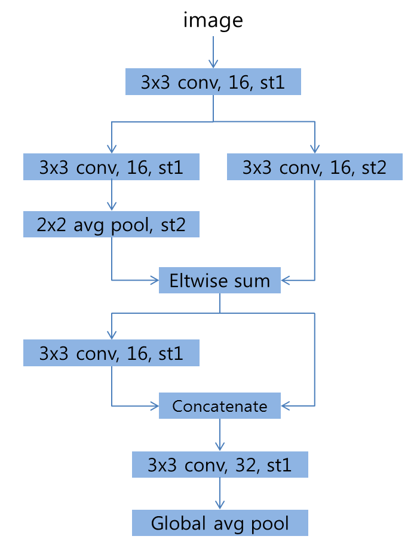 image
3x3 conv, 16, st1
3x3 conv, 16, st1
3x3 conv, 16, st2
2x2 avg pool, st2
Eltwise sum
3x3 conv, 16, st1
Concatenate
3x3 conv, 32, st1
Global avg pool